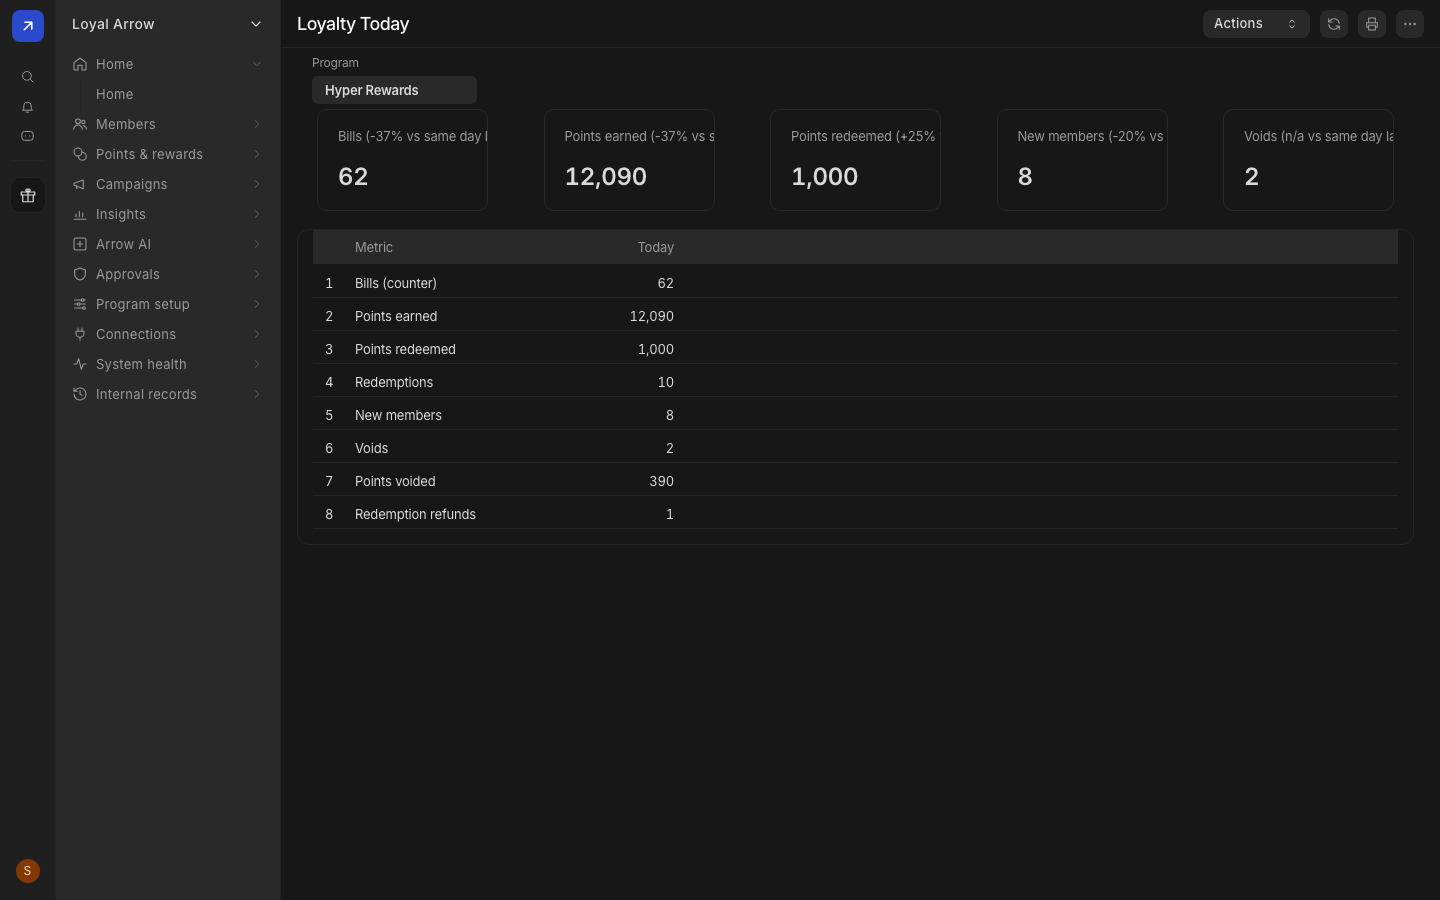 Loyal Arrow
Home
Home
Members
Points & rewards
Campaigns
Insights
Arrow AI
Approvals
Program setup
Connections
System health
Internal records
S
Loyalty Today
Actions
Program
Hyper Rewards
Bills (-37% vs same day l
62
Points earned (-37% vs s
12,090
Points redeemed (+25%
1,000
New members (-20% vs
8
Voids (n/a vs same day la
2
Metric Today
1 Bills (counter) 62
2 Points earned 12,090
3 Points redeemed 1,000
4 Redemptions 10
5 New members 8
6 Voids 2
7 Points voided 390
8 Redemption refunds 1